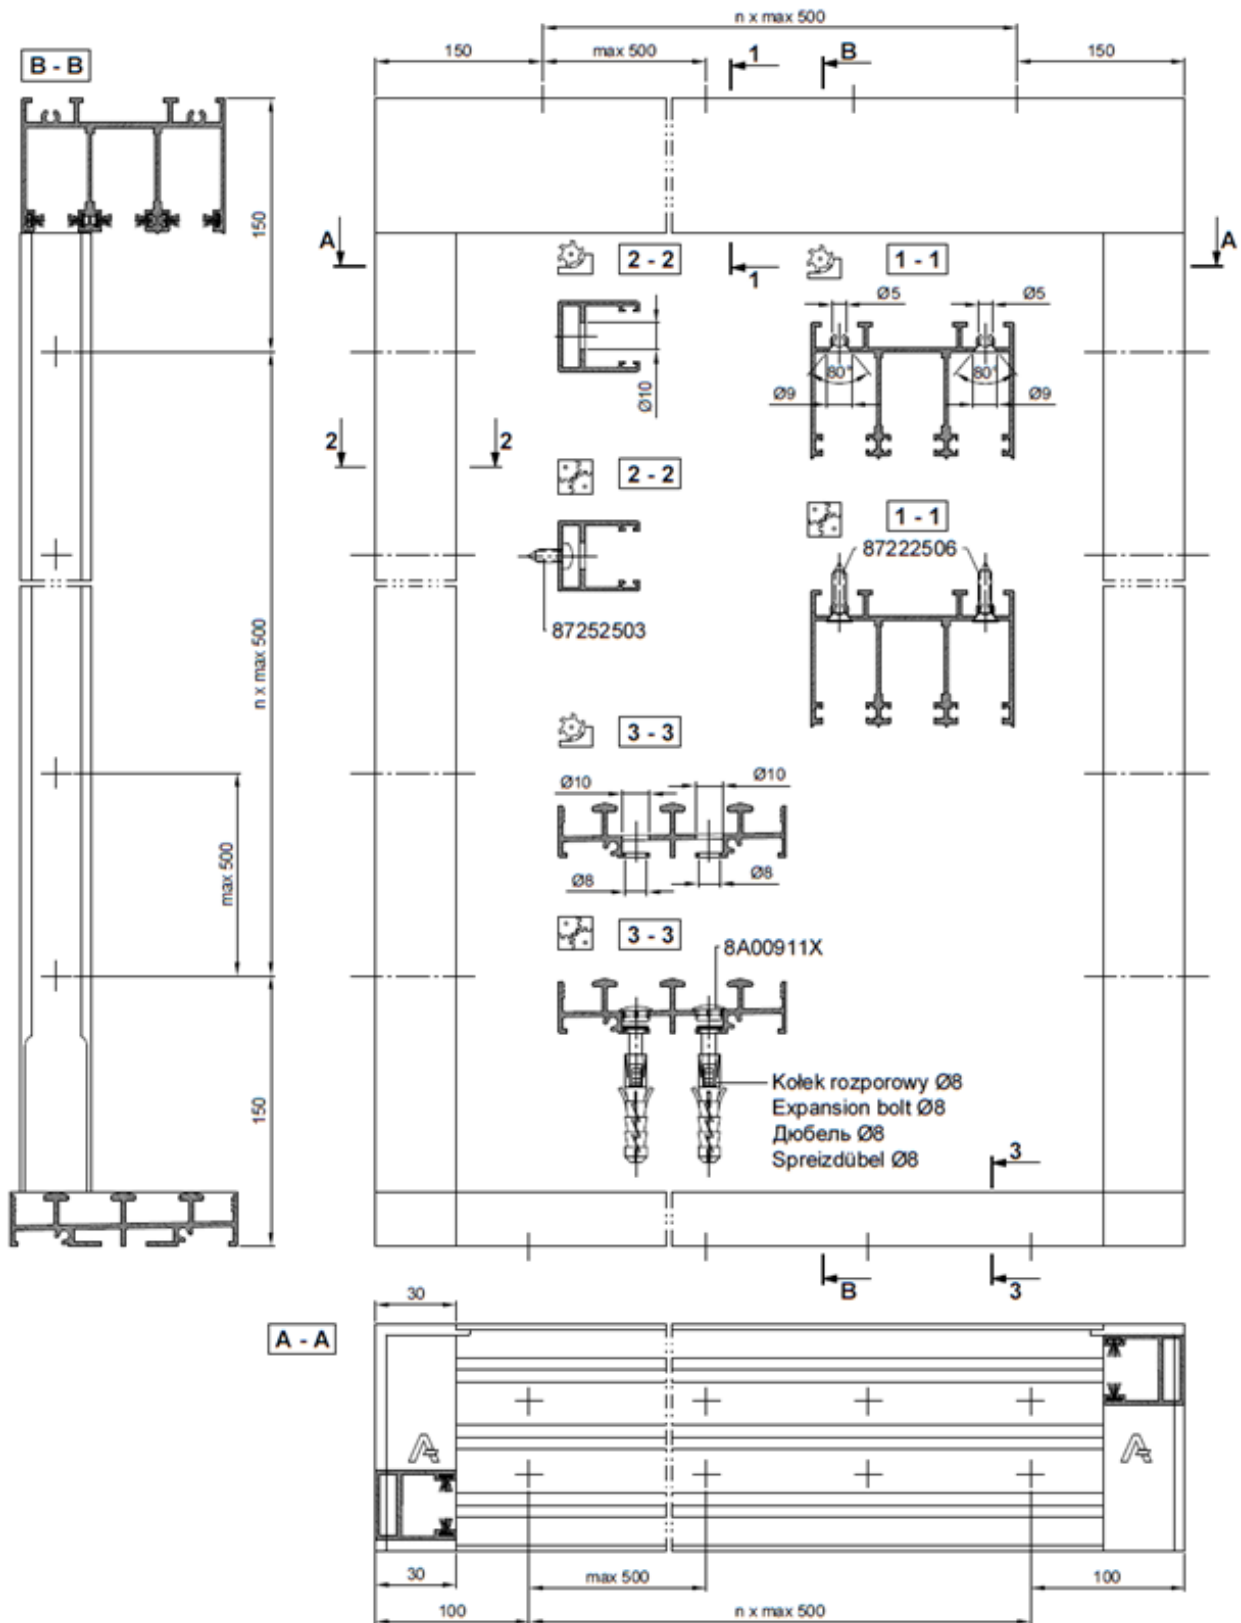 n x max 500
150
max 500
1
B
150
B - B
150
A
2 - 2
1
1 - 1
A
Ø5
Ø5
Ø10
80°
80°
Ø9
Ø9
2
2
2 - 2
1 - 1
87222506
87252503
n x max 500
3 - 3
Ø10
Ø10
max 500
Ø8
Ø8
3 - 3
8A00911X
150
Kołek rozporowy Ø8
Expansion bolt Ø8
Дюбель Ø8
Spreizdübel Ø8
3
B
3
30
A - A
30
max 500
100
100
n x max 500